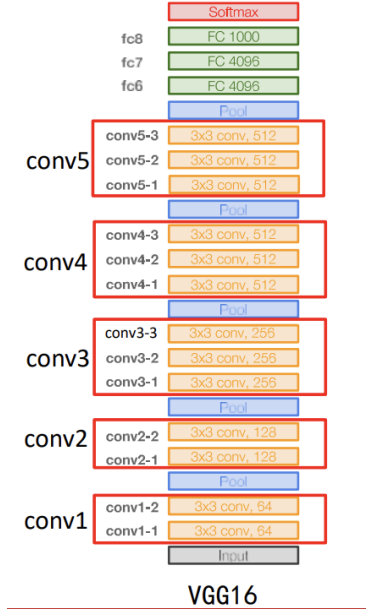 Softmax
fc8 FC 1000
fc7 FC 4096
fc6 FC 4096
Pool
conv5
conv5-3 3x3 conv, 512
conv5-2 3x3 conv, 512
conv5-1 3x3 conv, 512
Pool
conv4
conv4-3 3x3 conv, 512
conv4-2 3x3 conv, 512
conv4-1 3x3 conv, 512
Pool
conv3
conv3-3 3x3 conv, 256
conv3-2 3x3 conv, 256
conv3-1 3x3 conv, 256
Pool
conv2
conv2-2 3x3 conv, 128
conv2-1 3x3 conv, 128
Pool
conv1
conv1-2 3x3 conv, 64
conv1-1 3x3 conv, 64
Input
VGG16